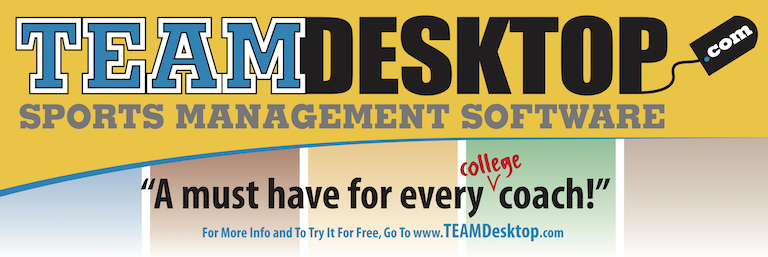 TEAMDESKTOP.com
SPORTS MANAGEMENT SOFTWARE
college
“A must have for every coach!”
For More Info and To Try It For Free, Go To www.TEAMDesktop.com